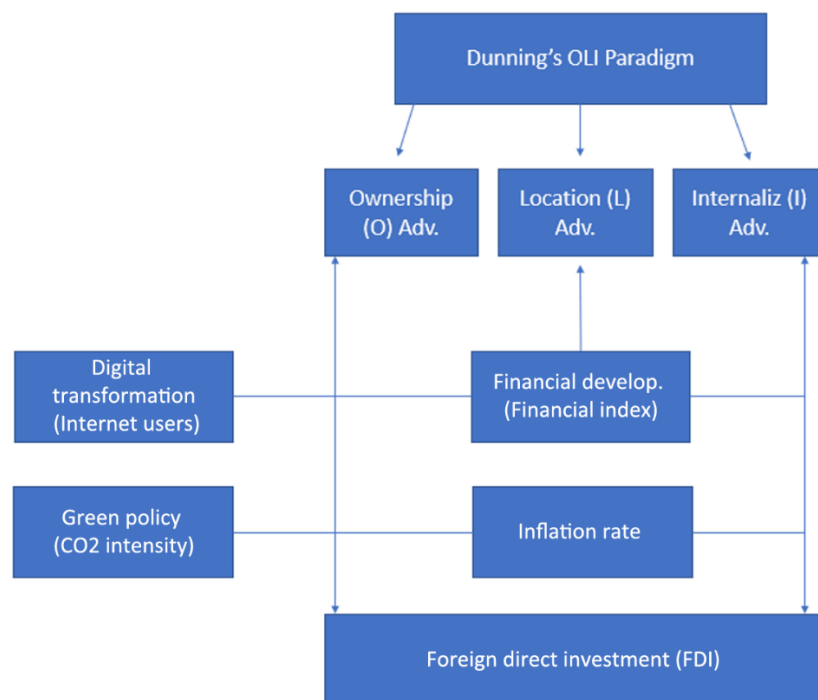 Dunning's OLI Paradigm
Ownership
(O) Adv.
Location (L)
Adv.
Internaliz (I)
Adv.
Digital
transformation
(Internet users)
Financial develop.
(Financial index)
Green policy
(CO2 intensity)
Inflation rate
Foreign direct investment (FDI)